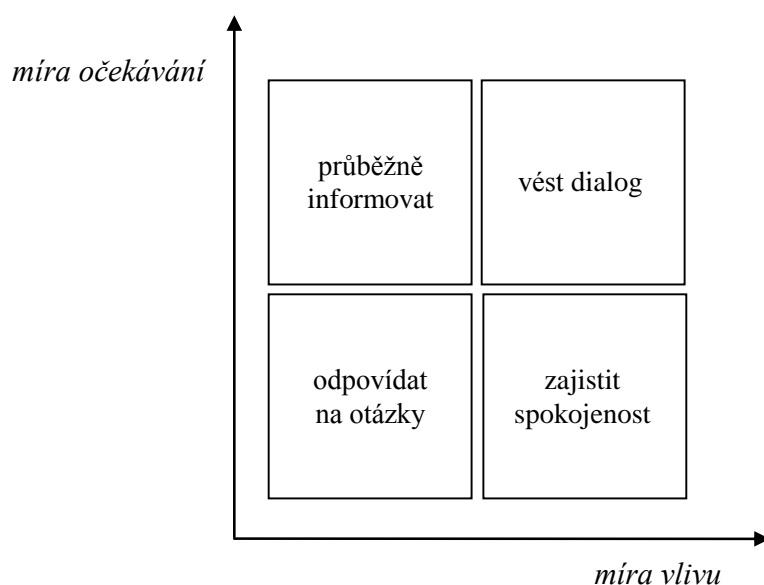 míra očekávání
průběžně
informovat
vést dialog
odpovídat
na otázky
zajistit
spokojenost
míra vlivu